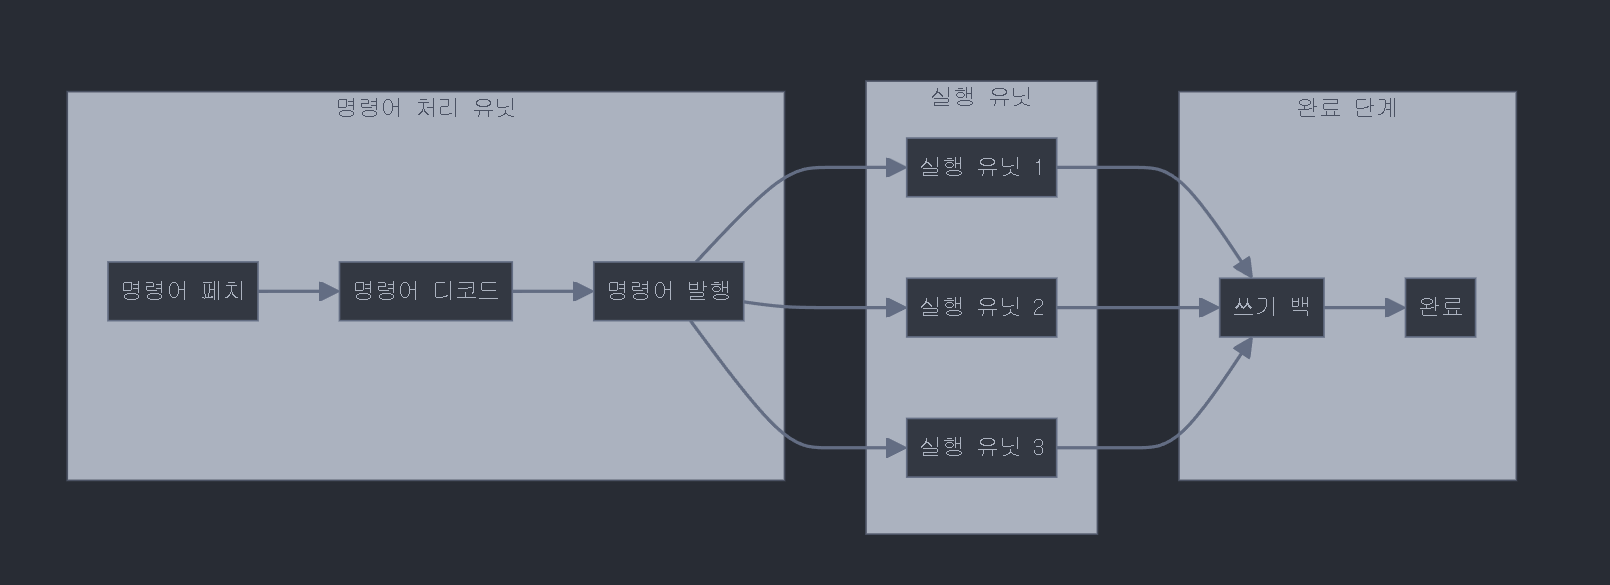 명령어 처리 유닛
명령어 페치
명령어 디코드
명령어 발행
실행 유닛
실행 유닛 1
실행 유닛 2
실행 유닛 3
완료 단계
쓰기 백
완료